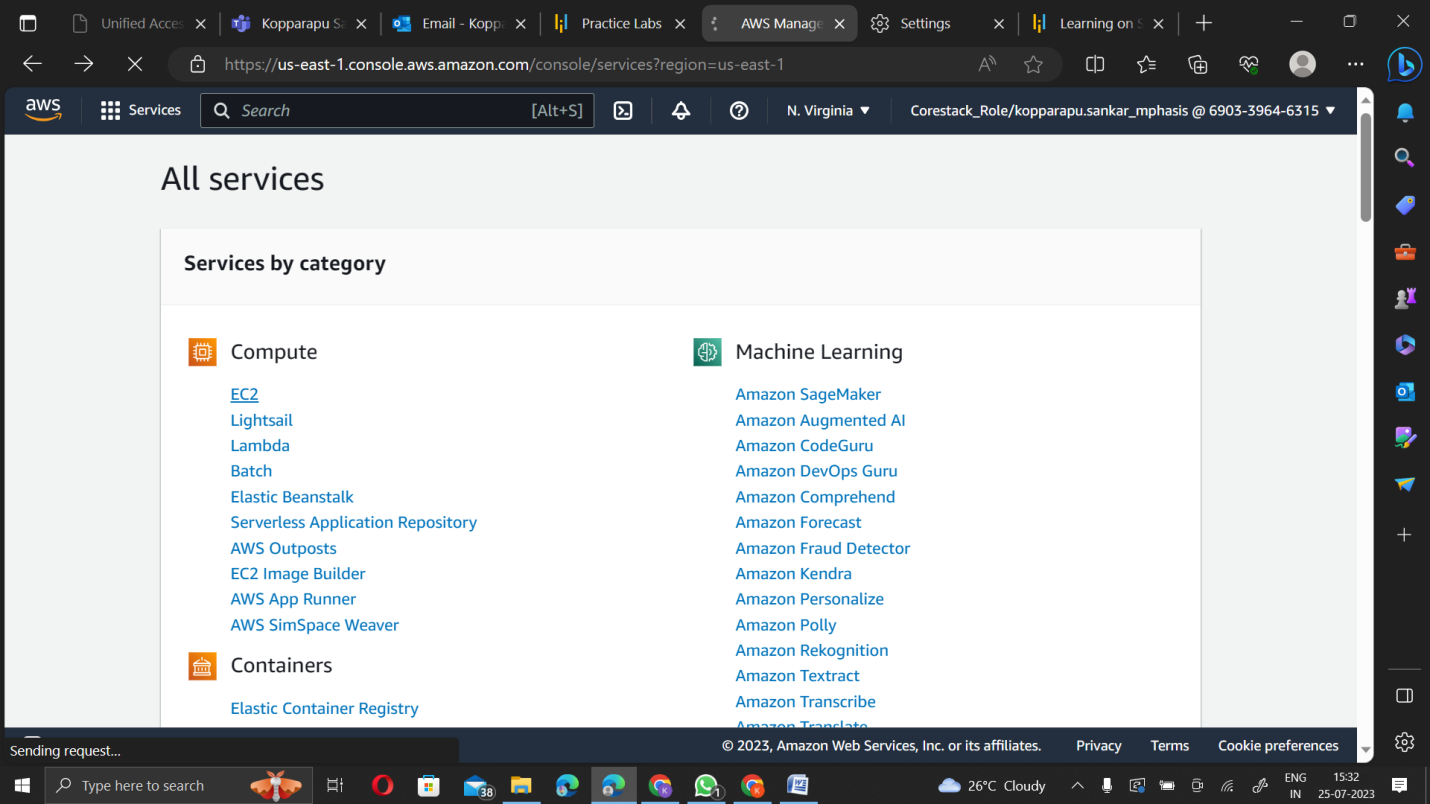 Unified Acces
Kopparapu Sa
Email - Kopp
Practice Labs
AWS Manage
Settings
Learning on S
https://us-east-1.console.aws.amazon.com/console/services?region=us-east-1
aws
Services
Search
[Alt+S]
N. Virginia
Corestack_Role/kopparapu.sankar_mphasis @ 6903-3964-6315
All services
Services by category
Compute
EC2
Lightsail
Lambda
Batch
Elastic Beanstalk
Serverless Application Repository
AWS Outposts
EC2 Image Builder
AWS App Runner
AWS SimSpace Weaver
Containers
Elastic Container Registry
Machine Learning
Amazon SageMaker
Amazon Augmented AI
Amazon CodeGuru
Amazon DevOps Guru
Amazon Comprehend
Amazon Forecast
Amazon Fraud Detector
Amazon Kendra
Amazon Personalize
Amazon Polly
Amazon Rekognition
Amazon Textract
Amazon Transcribe
Amazon Translate
Sending request...
© 2023, Amazon Web Services, Inc. or its affiliates.
Privacy
Terms
Cookie preferences
Type here to search
38
1
26°C Cloudy
ENG
IN
15:32
25-07-2023